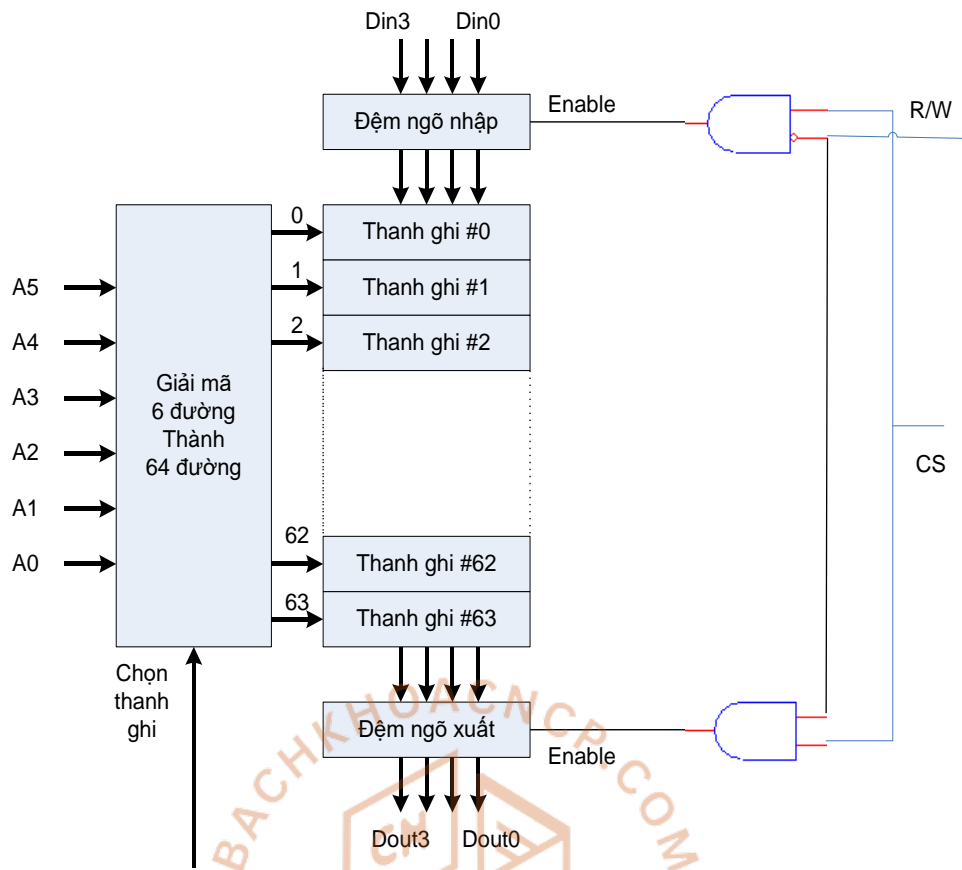 Din3 Din0
Đệm ngõ nhập
Enable
R/W
0
Thanh ghi #0
1
Thanh ghi #1
2
Thanh ghi #2
A5
A4
A3
A2
A1
A0
Giải mã
6 đường
Thành
64 đường
CS
62
Thanh ghi #62
63
Thanh ghi #63
Chọn
thanh
ghi
Đệm ngõ xuất
Enable
Dout3 Dout0
BACHKHOACNCP.COM
CN